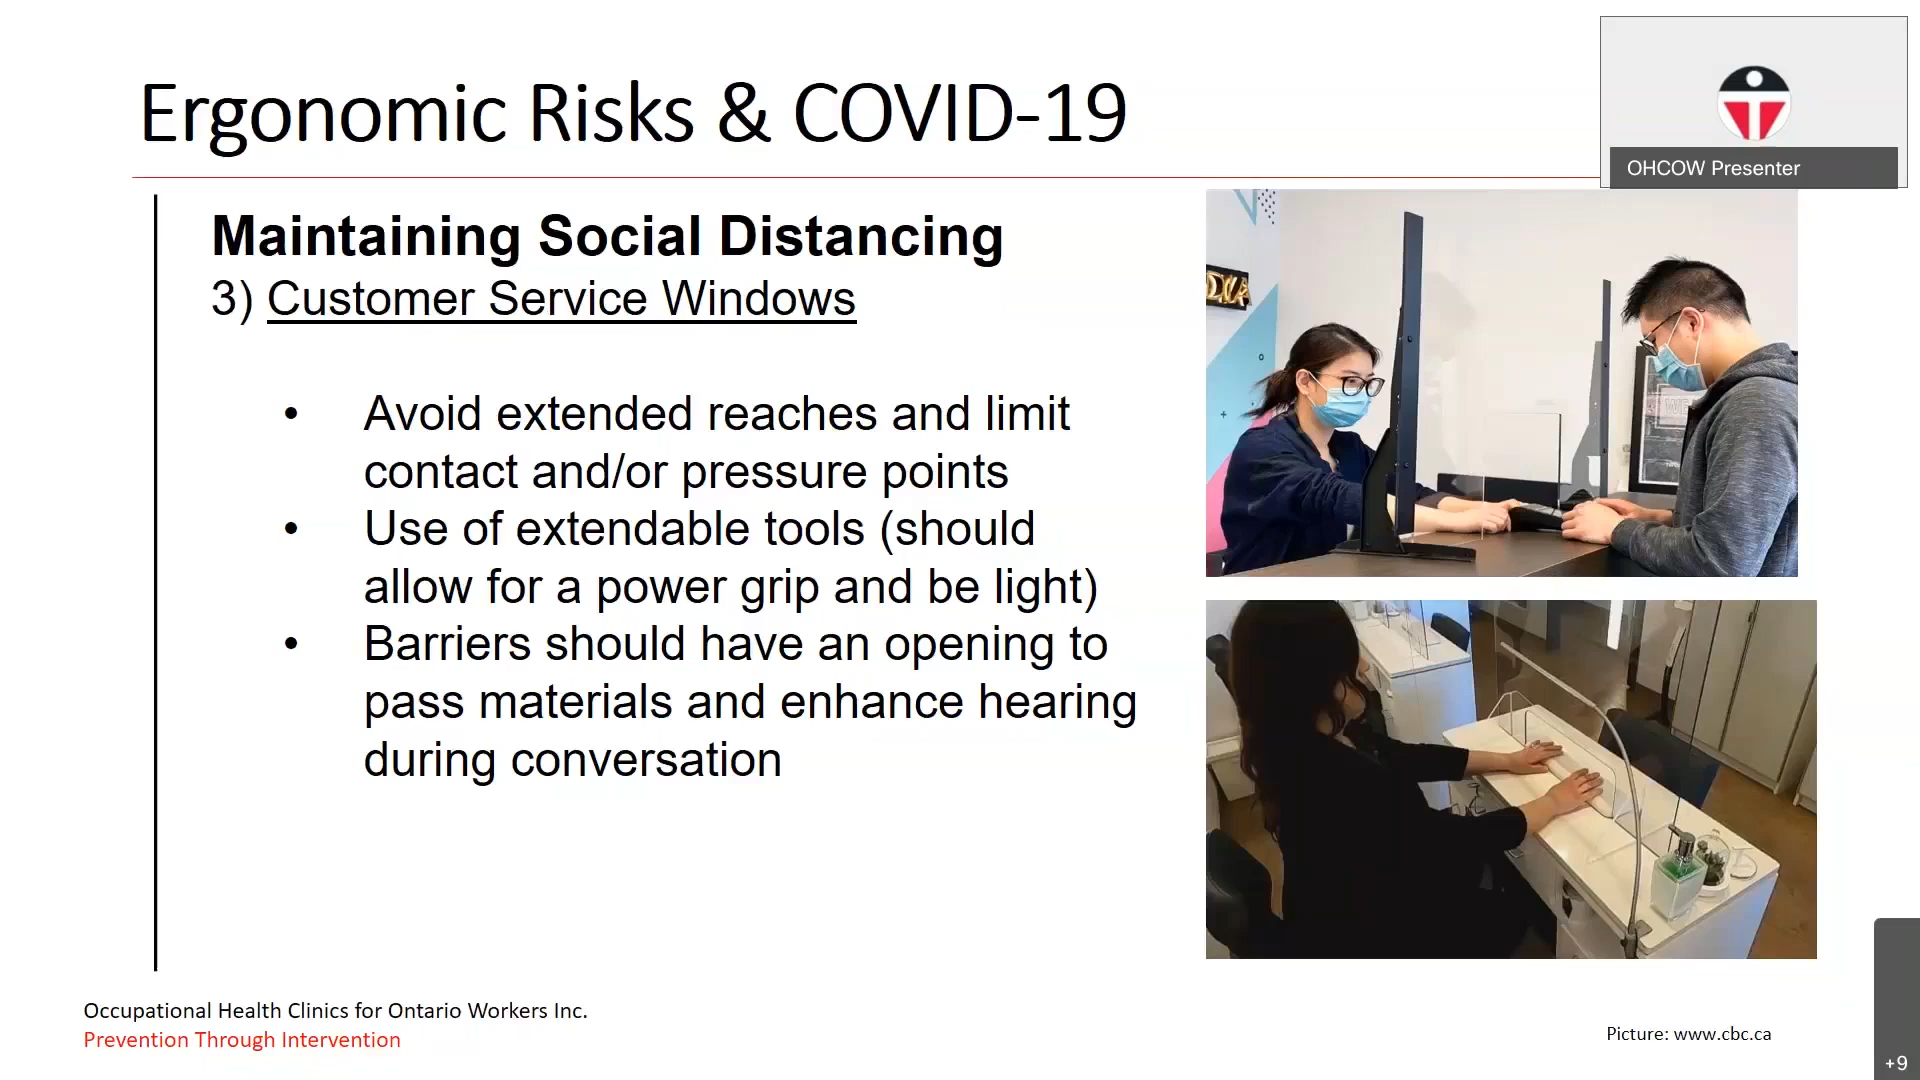 Ergonomic Risks & COVID-19
OHCOW Presenter
Maintaining Social Distancing
3) Customer Service Windows
• Avoid extended reaches and limit
contact and/or pressure points
• Use of extendable tools (should
allow for a power grip and be light)
• Barriers should have an opening to
pass materials and enhance hearing
during conversation
Occupational Health Clinics for Ontario Workers Inc.
Prevention Through Intervention
Picture: www.cbc.ca
+9